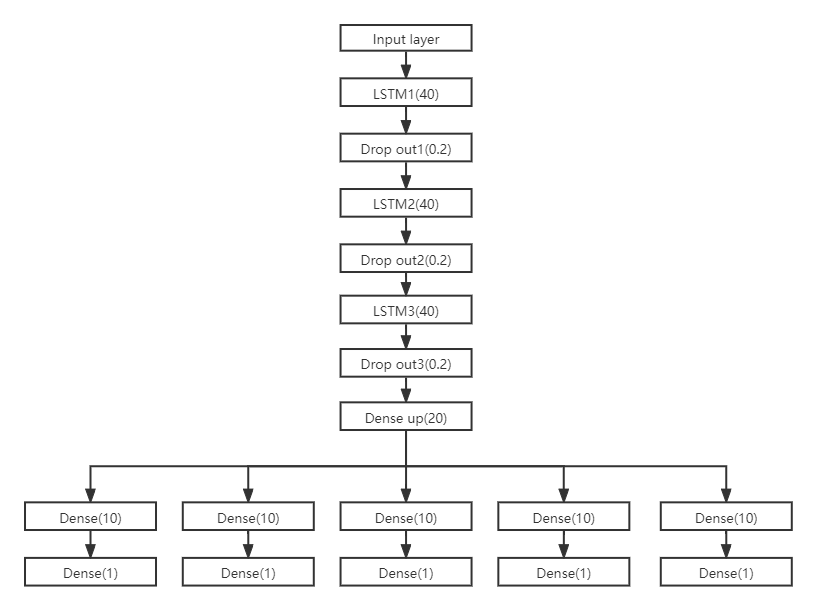 Input layer
LSTM1(40)
Drop out1(0.2)
LSTM2(40)
Drop out2(0.2)
LSTM3(40)
Drop out3(0.2)
Dense up(20)
Dense(10)
Dense(10)
Dense(10)
Dense(10)
Dense(10)
Dense(1)
Dense(1)
Dense(1)
Dense(1)
Dense(1)